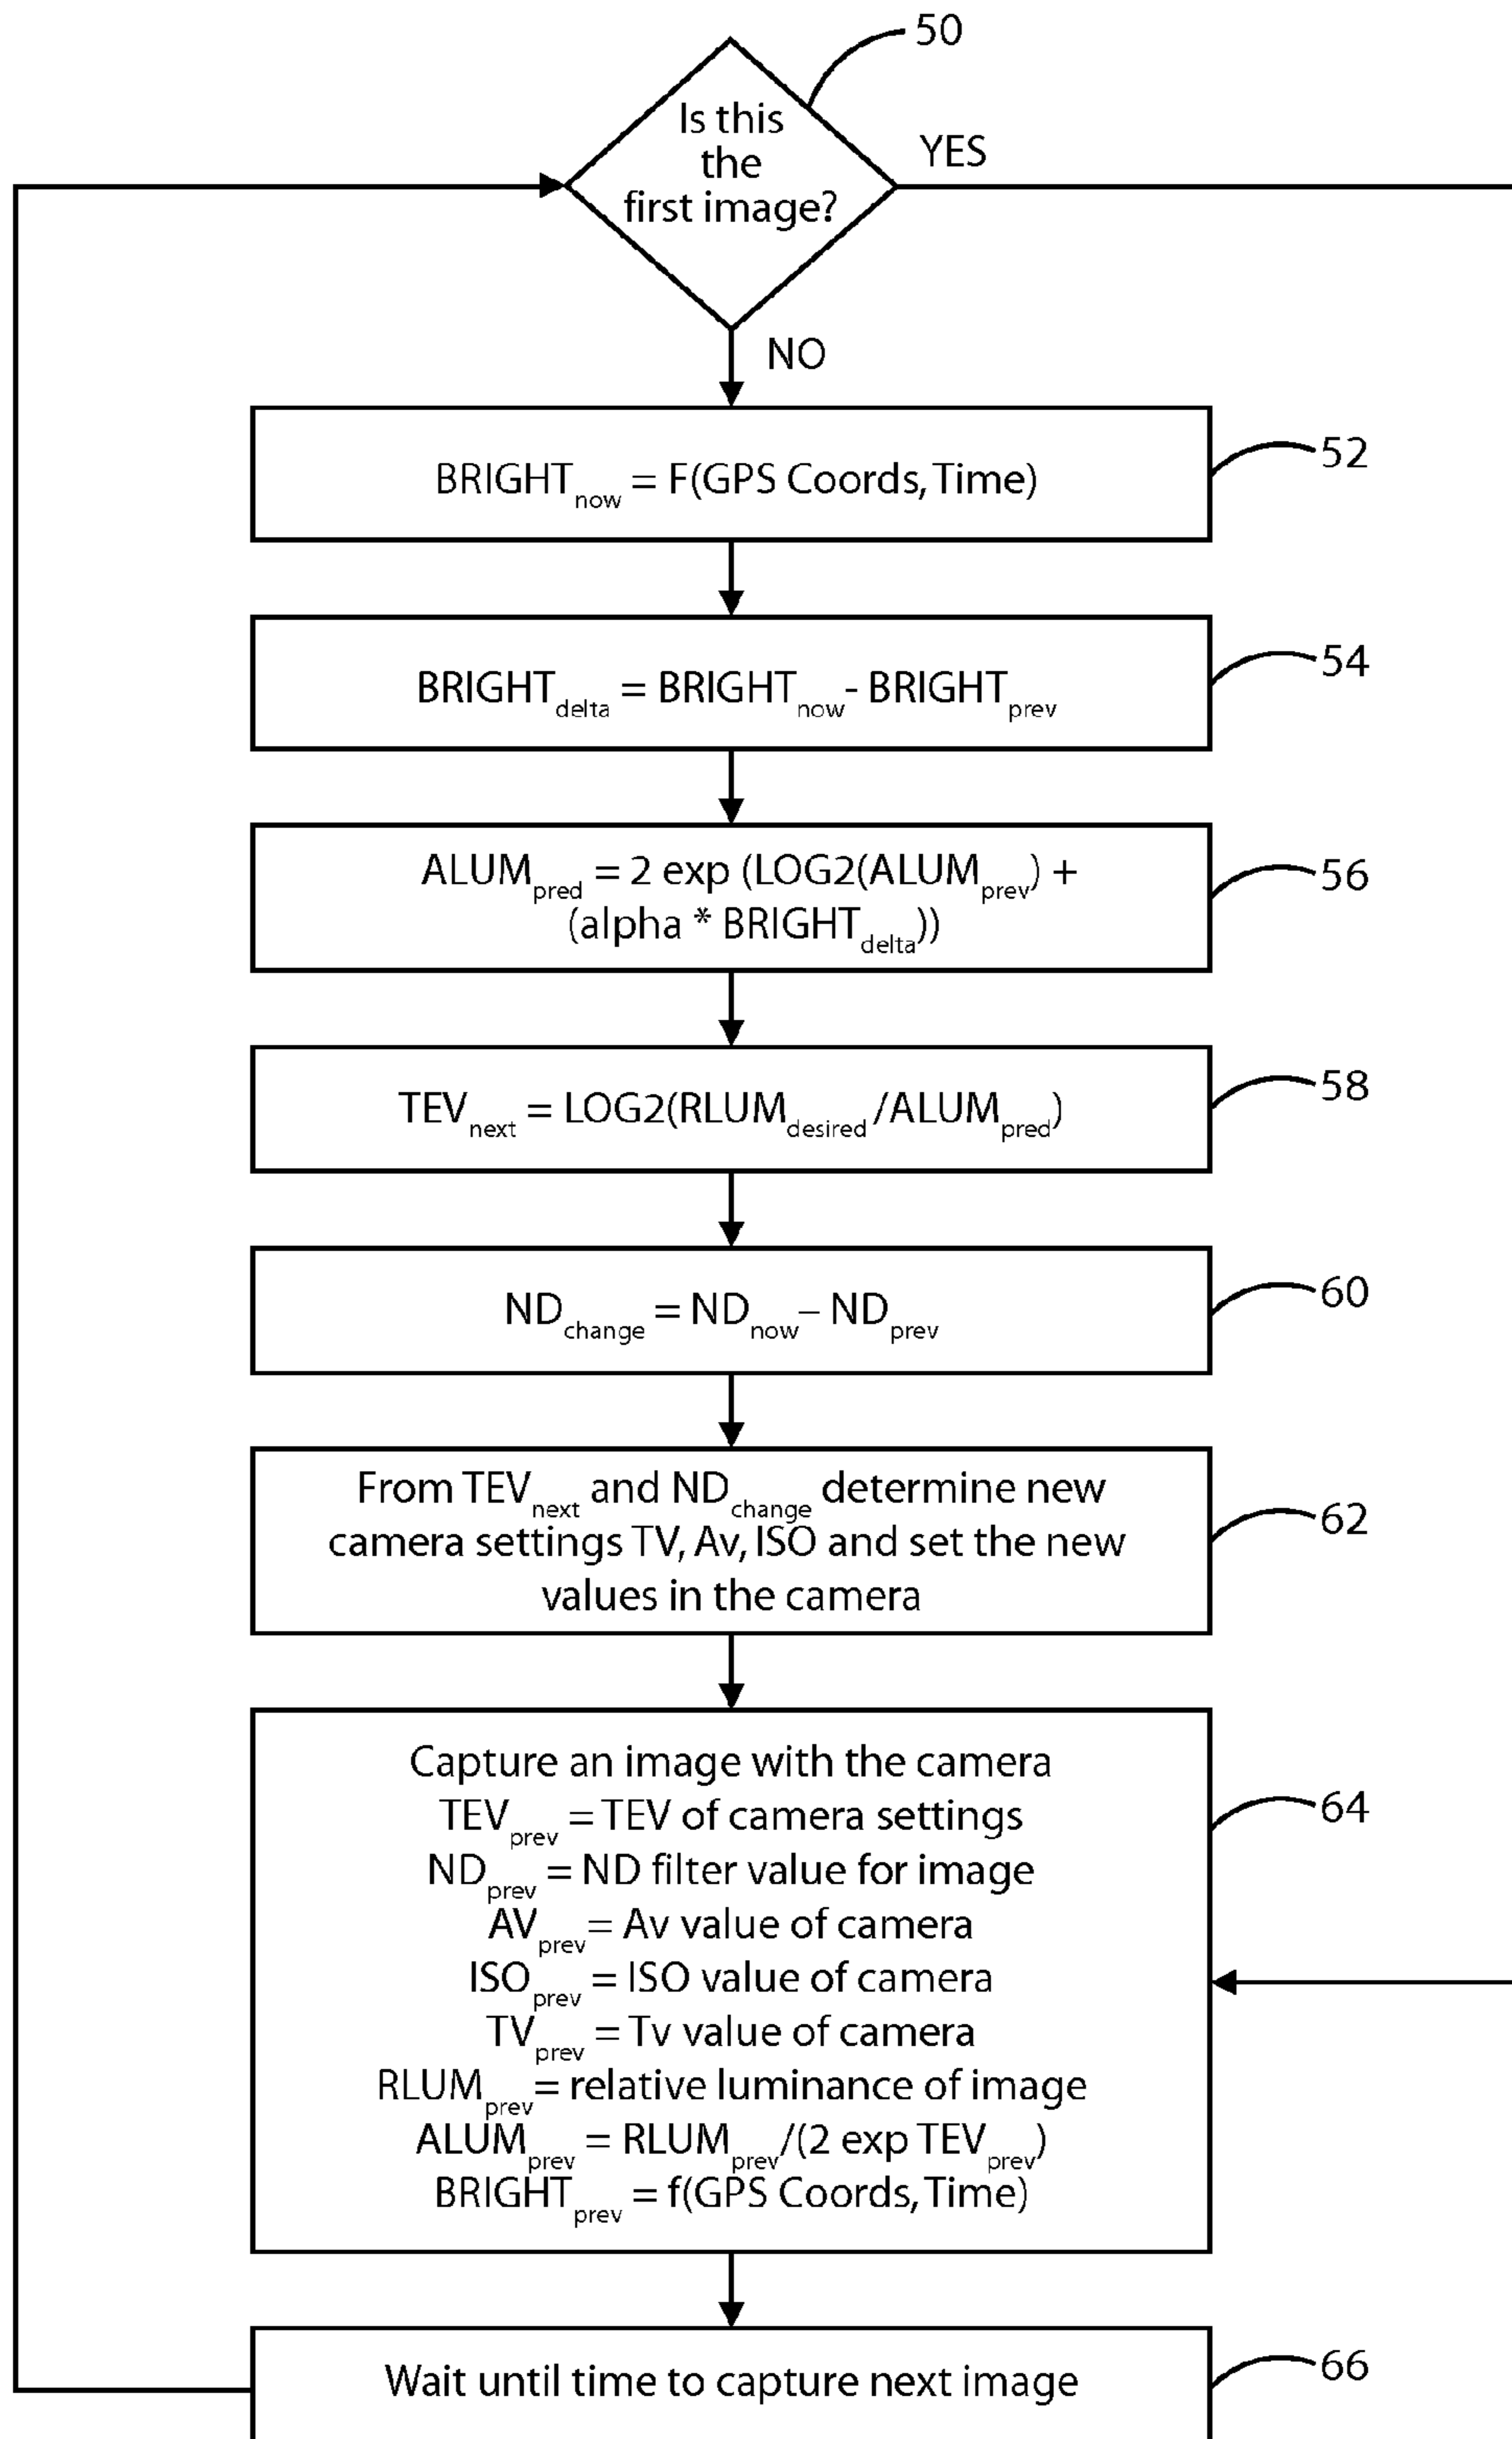 50
Is this
the
first image?
YES
NO
BRIGHTnow = F(GPS Coords, Time)
52
BRIGHTdelta = BRIGHTnow - BRIGHTprev
54
ALUMpred = 2 exp (LOG2(ALUMprev) +
(alpha * BRIGHTdelta))
56
TEVnext = LOG2(RLUMdesired /ALUMpred)
58
NDchange = NDnow – NDprev
60
From TEVnext and NDchange determine new
camera settings TV, Av, ISO and set the new
values in the camera
62
Capture an image with the camera
TEVprev = TEV of camera settings
NDprev = ND filter value for image
AVprev = Av value of camera
ISOprev = ISO value of camera
TVprev = Tv value of camera
RLUMprev = relative luminance of image
ALUMprev = RLUMprev/(2 exp TEVprev)
BRIGHTprev = f(GPS Coords, Time)
64
Wait until time to capture next image
66